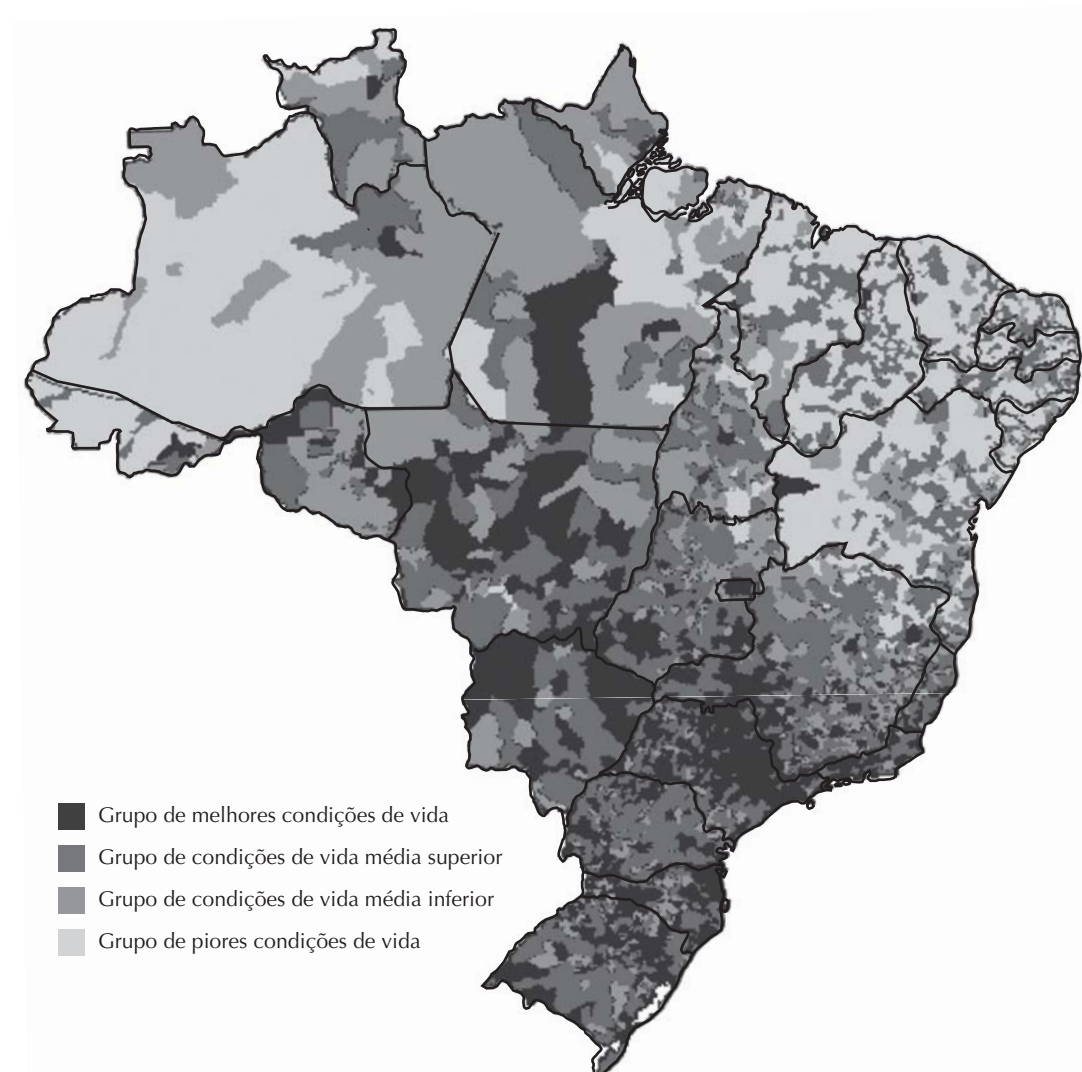 Grupo de melhores condições de vida
Grupo de condições de vida média superior
Grupo de condições de vida média inferior
Grupo de piores condições de vida